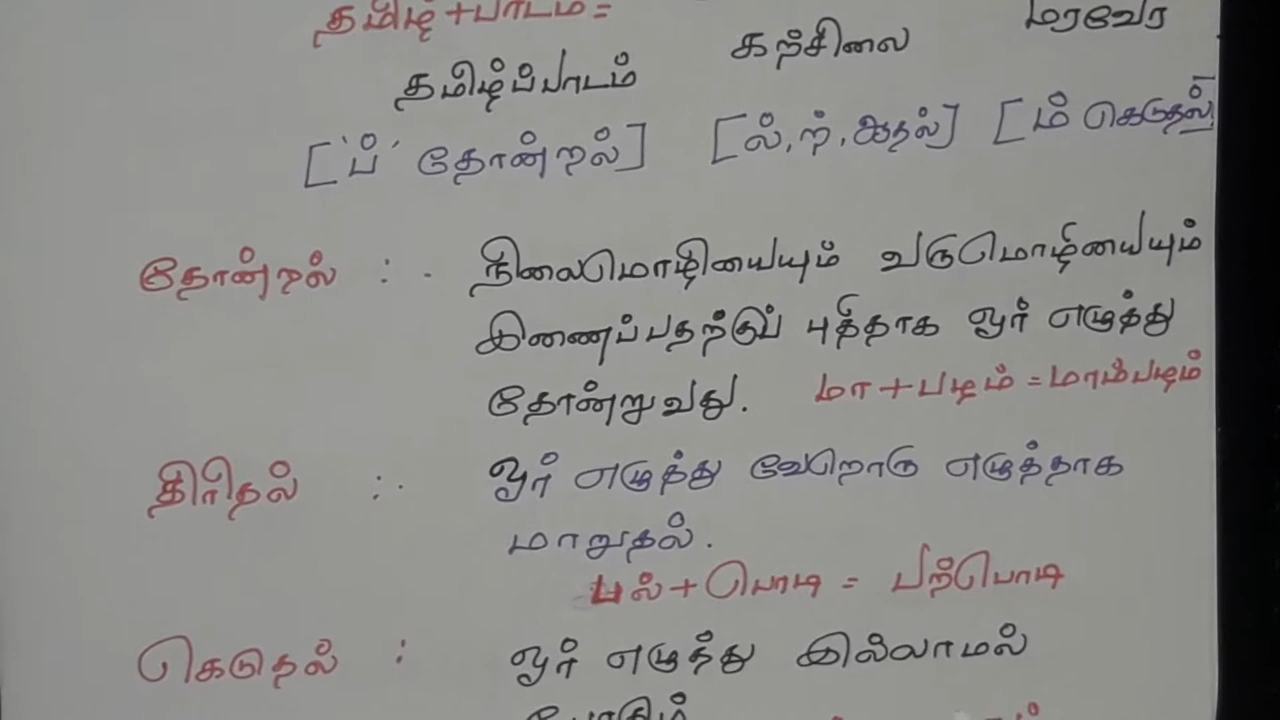 தமிழ்+பாடம்=
கற்சிலை மரவேர
தமிழ்ப்பாடம்
['ப்' தோன்றல்] [ல், ற், ஆதல்] [ம் கெடுதல்]
தோன்றல் :- நிலைமொழியையும் வருமொழியையும்
இணைப்பதற்குப் புத்தாக ஓர் எழுத்து
தோன்றுவது. மா+பழம் =மாம்பழம்
திரிதல் :- ஓர் எழுத்து வேறொரு எழுத்தாக
மாறுதல்.
பல்+பொடி = பற்பொடி
கெடுதல் : ஓர் எழுத்து இல்லாமல்